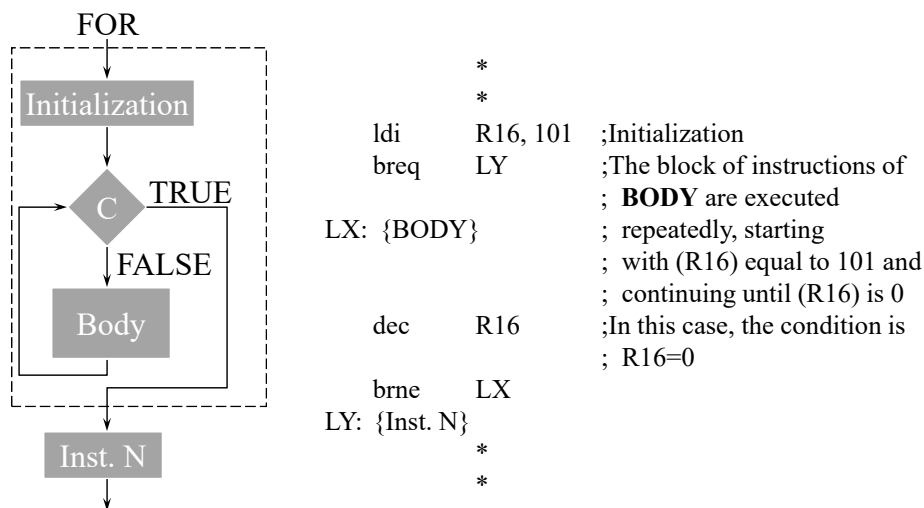 FOR
Initialization
C
TRUE
FALSE
Body
Inst. N
*
*
ldi R16, 101 ;Initialization
breq LY ;The block of instructions of
; BODY are executed
LX: {BODY} ; repeatedly, starting
; with (R16) equal to 101 and
; continuing until (R16) is 0
dec R16 ;In this case, the condition is
; R16=0
brne LX
LY: {Inst. N}
*
*